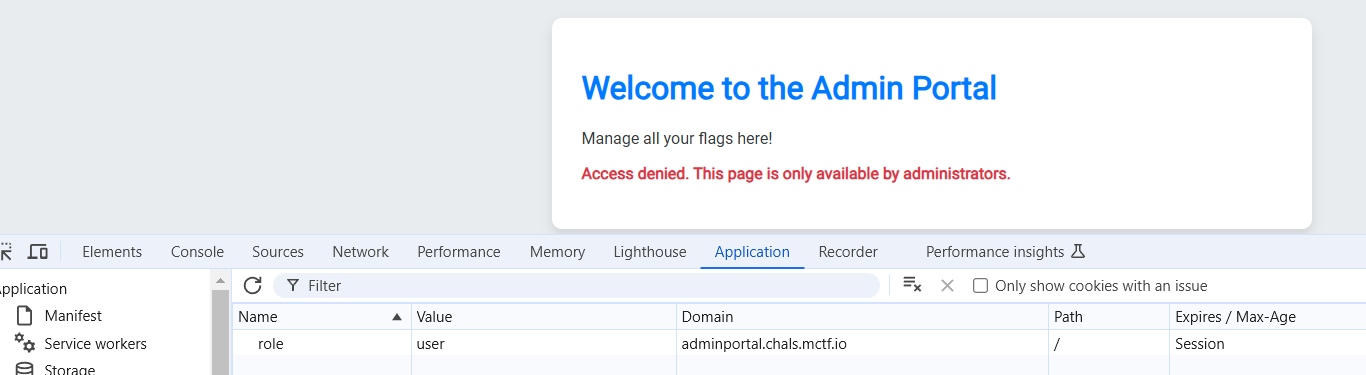 Welcome to the Admin Portal
Manage all your flags here!
Access denied. This page is only available by administrators.
Elements Console Sources Network Performance Memory Lighthouse Application Recorder Performance insights
pplication
Filter
Only show cookies with an issue
Manifest
Service workers
Storage
Name Value Domain Path Expires / Max-Age
role user adminportal.chals.mctf.io / Session